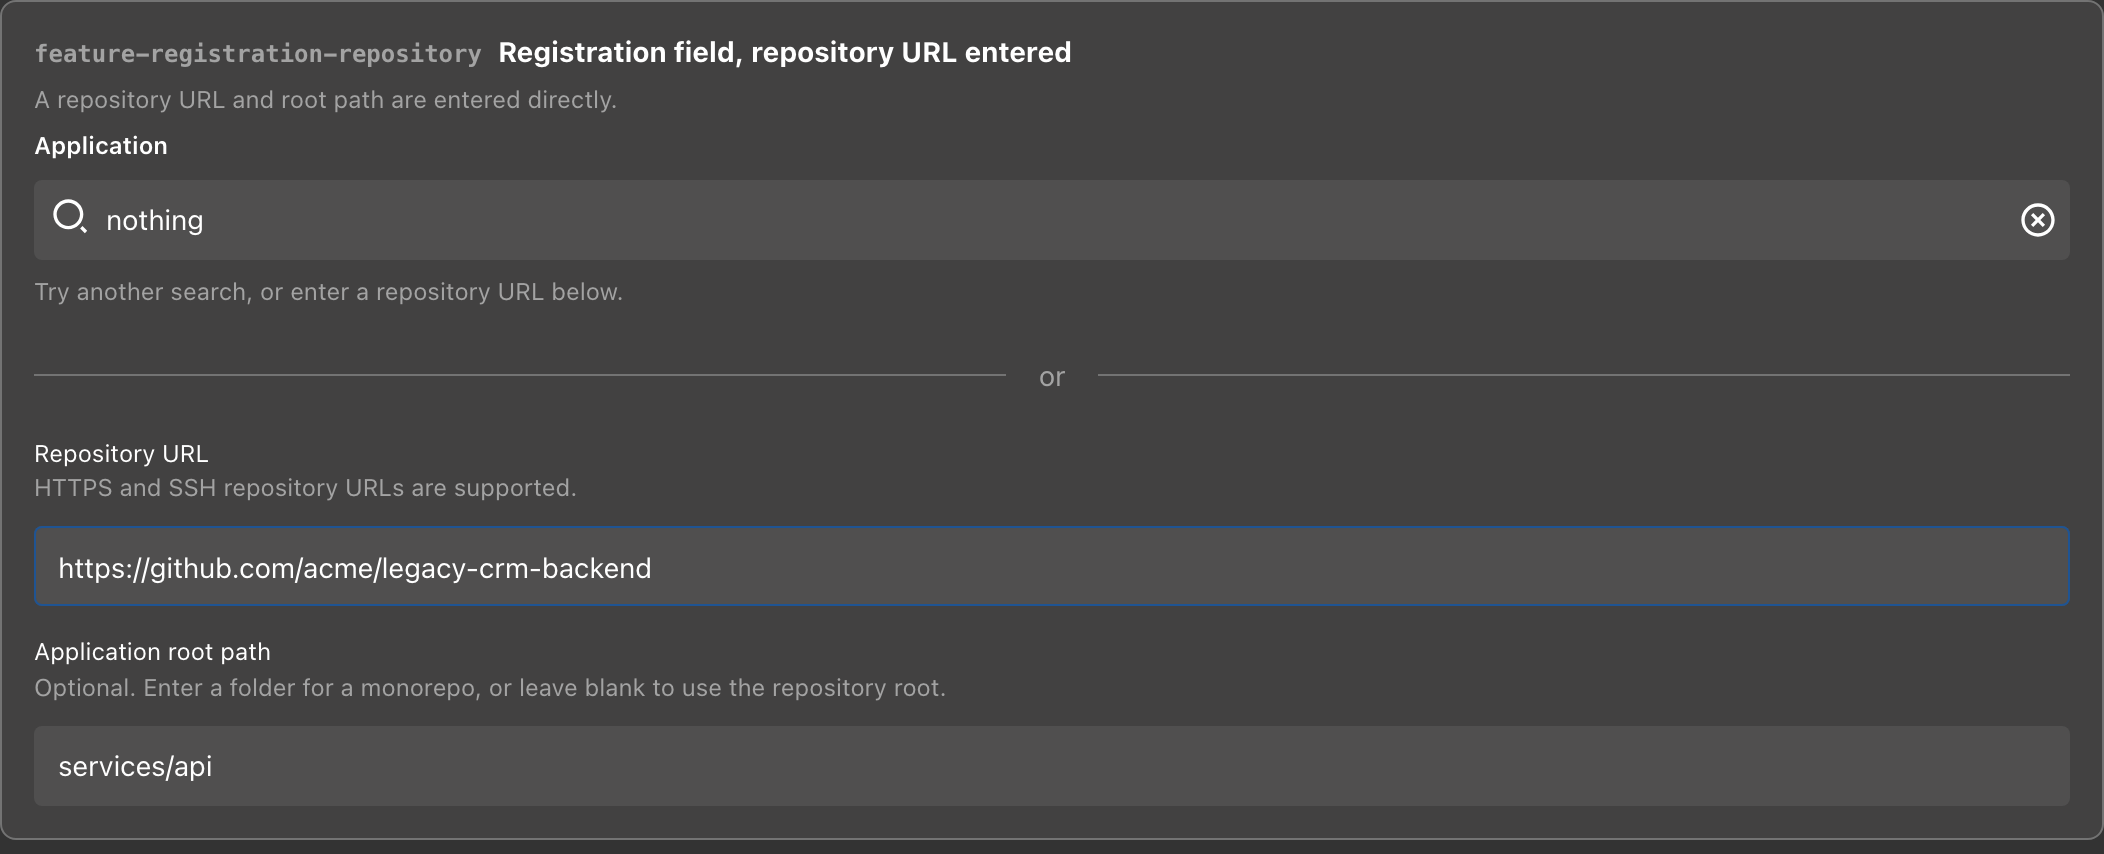 feature-registration-repository Registration field, repository URL entered
A repository URL and root path are entered directly.
Application
nothing
Try another search, or enter a repository URL below.
or
Repository URL
HTTPS and SSH repository URLs are supported.
https://github.com/acme/legacy-crm-backend
Application root path
Optional. Enter a folder for a monorepo, or leave blank to use the repository root.
services/api